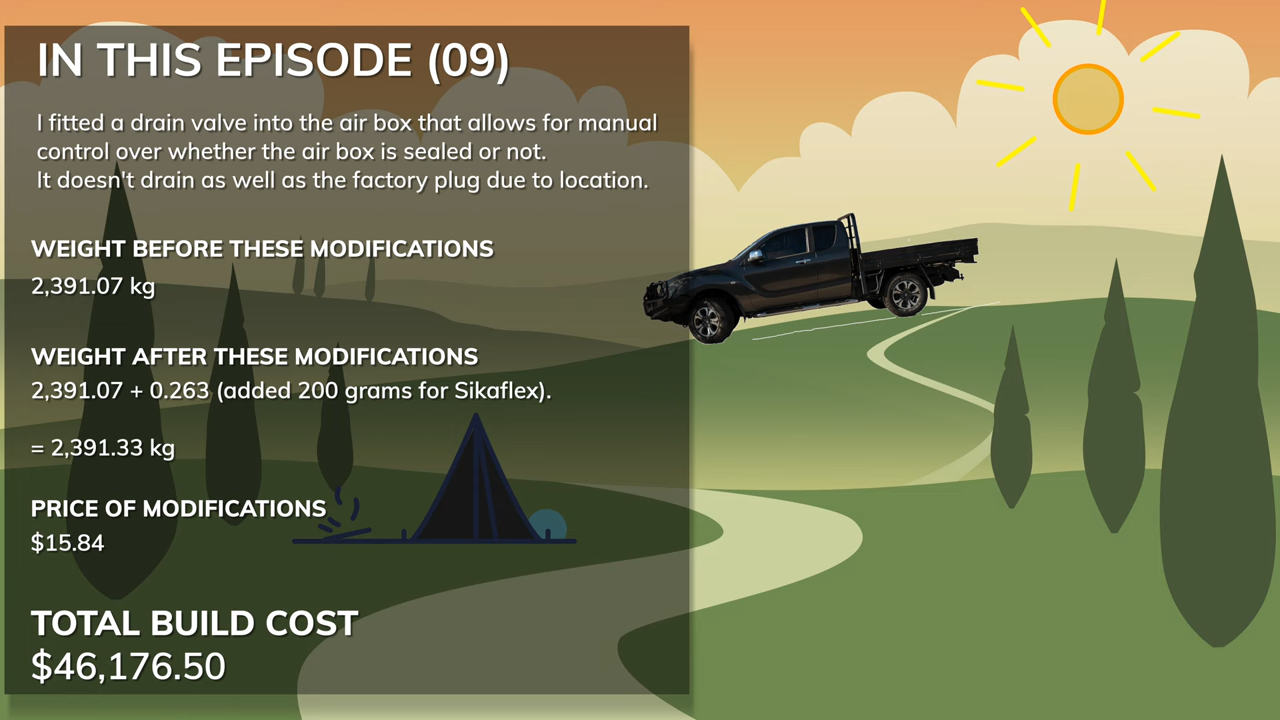 IN THIS EPISODE (09)
I fitted a drain valve into the air box that allows for manual
control over whether the air box is sealed or not.
It doesn't drain as well as the factory plug due to location.
WEIGHT BEFORE THESE MODIFICATIONS
2,391.07 kg
WEIGHT AFTER THESE MODIFICATIONS
2,391.07 + 0.263 (added 200 grams for Sikaflex).
= 2,391.33 kg
PRICE OF MODIFICATIONS
$15.84
TOTAL BUILD COST
$46,176.50